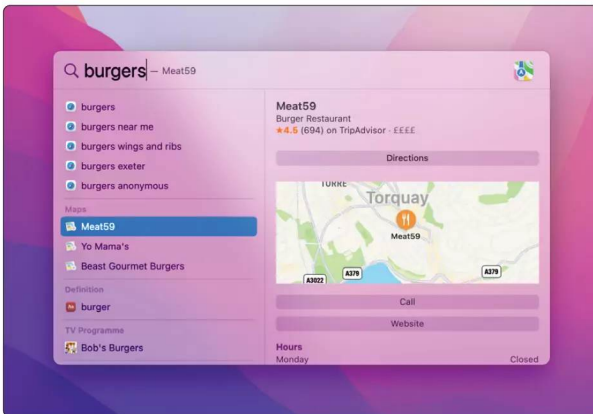 burgers — Meat59
burgers
burgers near me
burgers wings and ribs
burgers exeter
burgers anonymous
Maps
Meat59
Yo Mama's
Beast Gourmet Burgers
Definition
burger
TV Programme
Bob's Burgers
Meat59
Burger Restaurant
★4.5 (694) on TripAdvisor · ££££
Directions
TORRE
Torquay
Meat59
A3022
A379
A379
Call
Website
Hours
Monday Closed